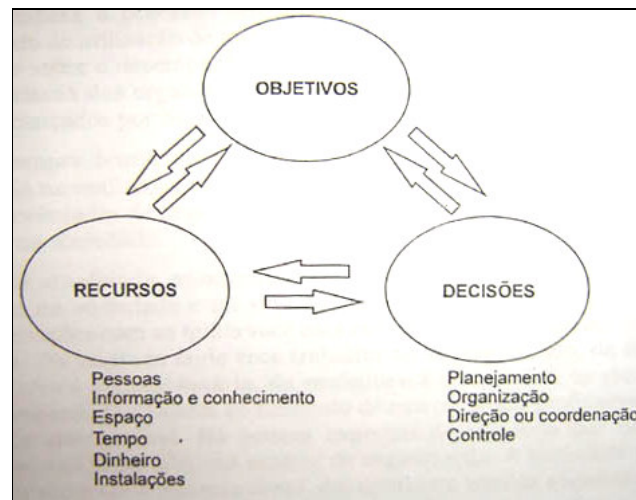 OBJETIVOS
RECURSOS
DECISÕES
Pessoas
Informação e conhecimento
Espaço
Tempo
Dinheiro
Instalações
Planejamento
Organização
Direção ou coordenação
Controle